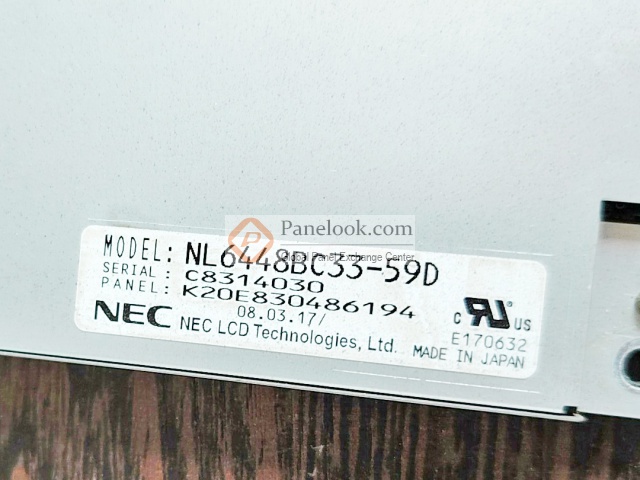 Panelook.com
Global Panel Exchange Center
MODEL: NL6448BC33-59D
SERIAL : C8314030
PANEL: K20E830486194
08.03.17/
NEC NEC LCD Technologies, Ltd.
c RU US
E170632
MADE IN JAPAN